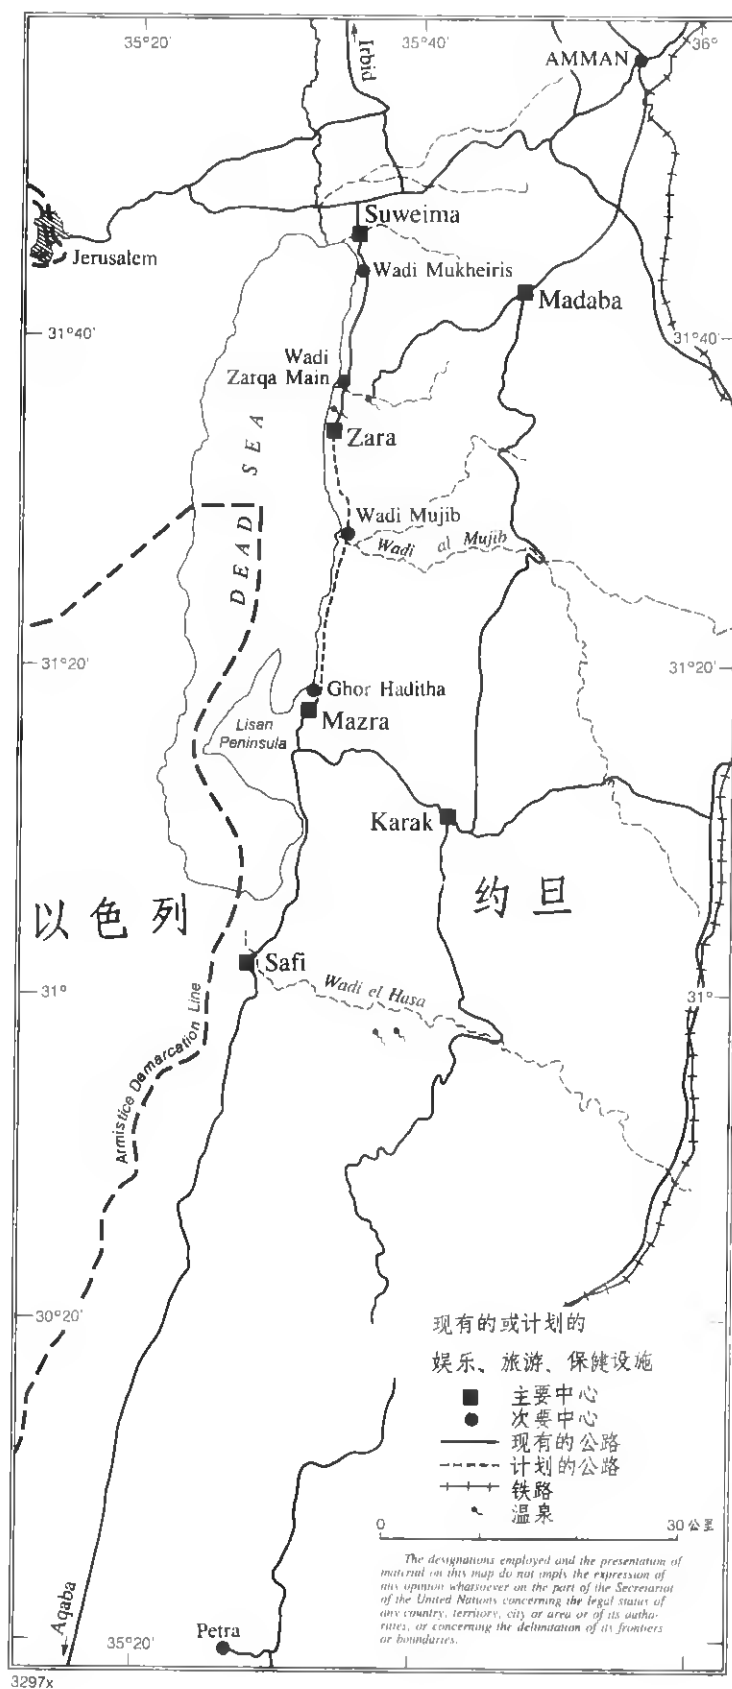 35°20'
35°40'
36°
Irbid
AMMAN
Suweima
Jerusalem
Wadi Mukheiris
Madaba
31°40'
31°40'
Wadi
Zarqa Main
Zara
DEAD SEA
Wadi Mujib
Wadi al Mujib
31°20'
31°20'
Ghor Haditha
Lisan
Peninsula
Mazra
Karak
以色列
约旦
Safi
Wadi el Hasa
31°
31°
Armistice Demarcation Line
30°20'
现有的或计划的
娱乐、旅游、保健设施
主要中心
次要中心
现有的公路
计划的公路
铁路
温泉
0 30 公里
The designations employed and the presentation of
material on this map do not imply the expression of
any opinion whatsoever on the part of the Secretariat
of the United Nations concerning the legal status of
any country, territory, city or area or of its autho-
rities, or concerning the delimitation of its frontiers
or boundaries.
Aqaba
Petra
35°20'
3297x